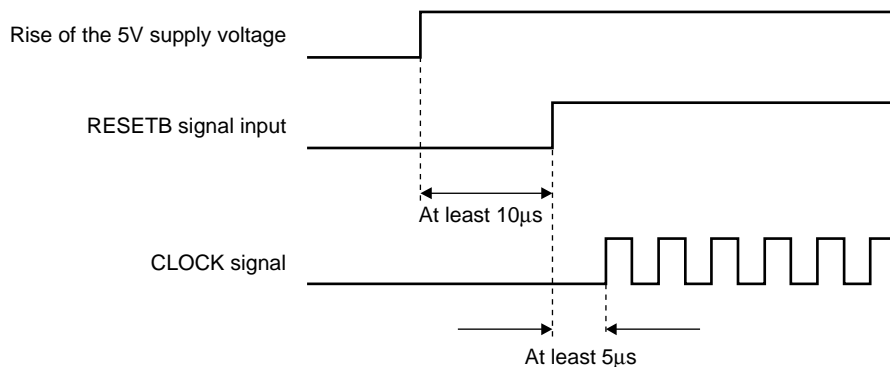 Rise of the 5V supply voltage
RESETB signal input
At least 10μs
CLOCK signal
At least 5μs